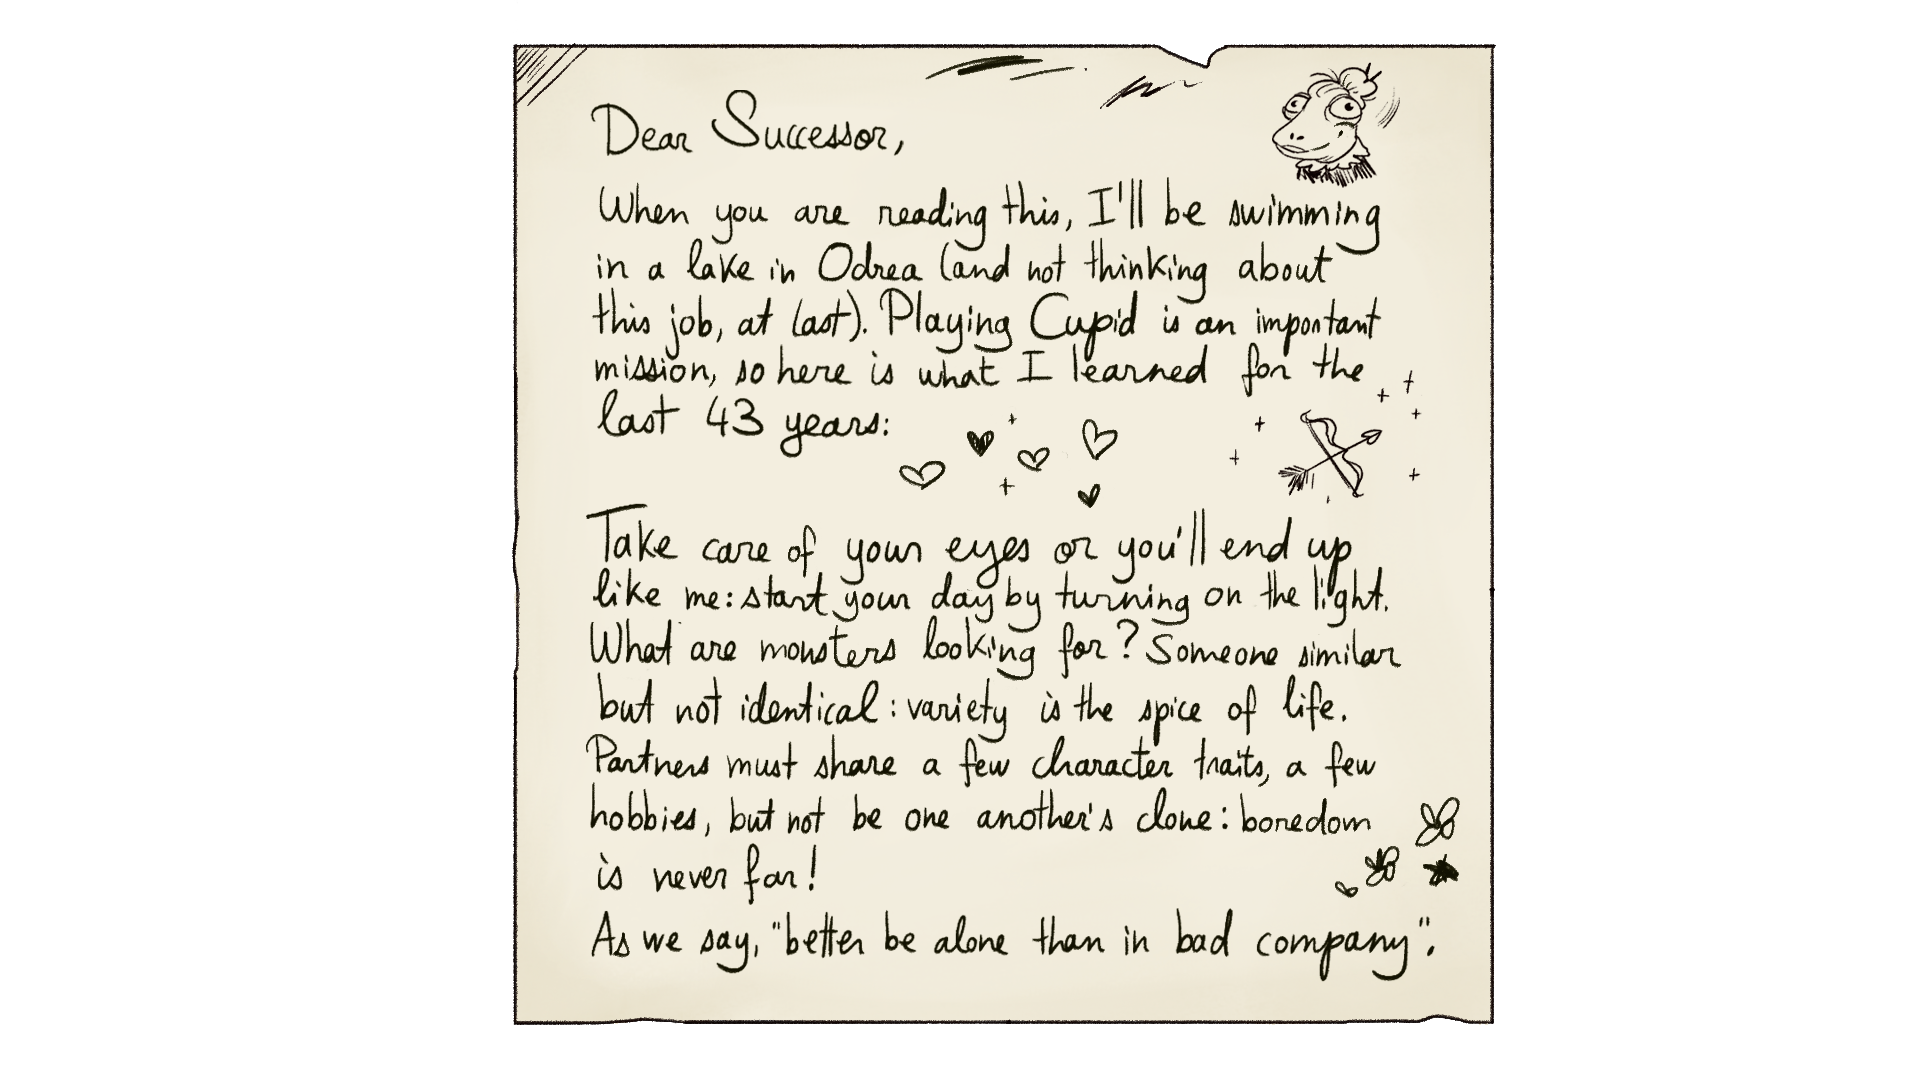 Dear Successor,
When you are reading this, I'll be swimming
in a lake in Odrea (and not thinking about
this job, at last). Playing Cupid is an important
mission, so here is what I learned for the
last 43 years:
Take care of your eyes or you'll end up
like me: start your day by turning on the light.
What are monsters looking for? Someone similar
but not identical: variety is the spice of life.
Partners must share a few character traits, a few
hobbies, but not be one another's clone: boredom
is never far!
As we say, "better be alone than in bad company".